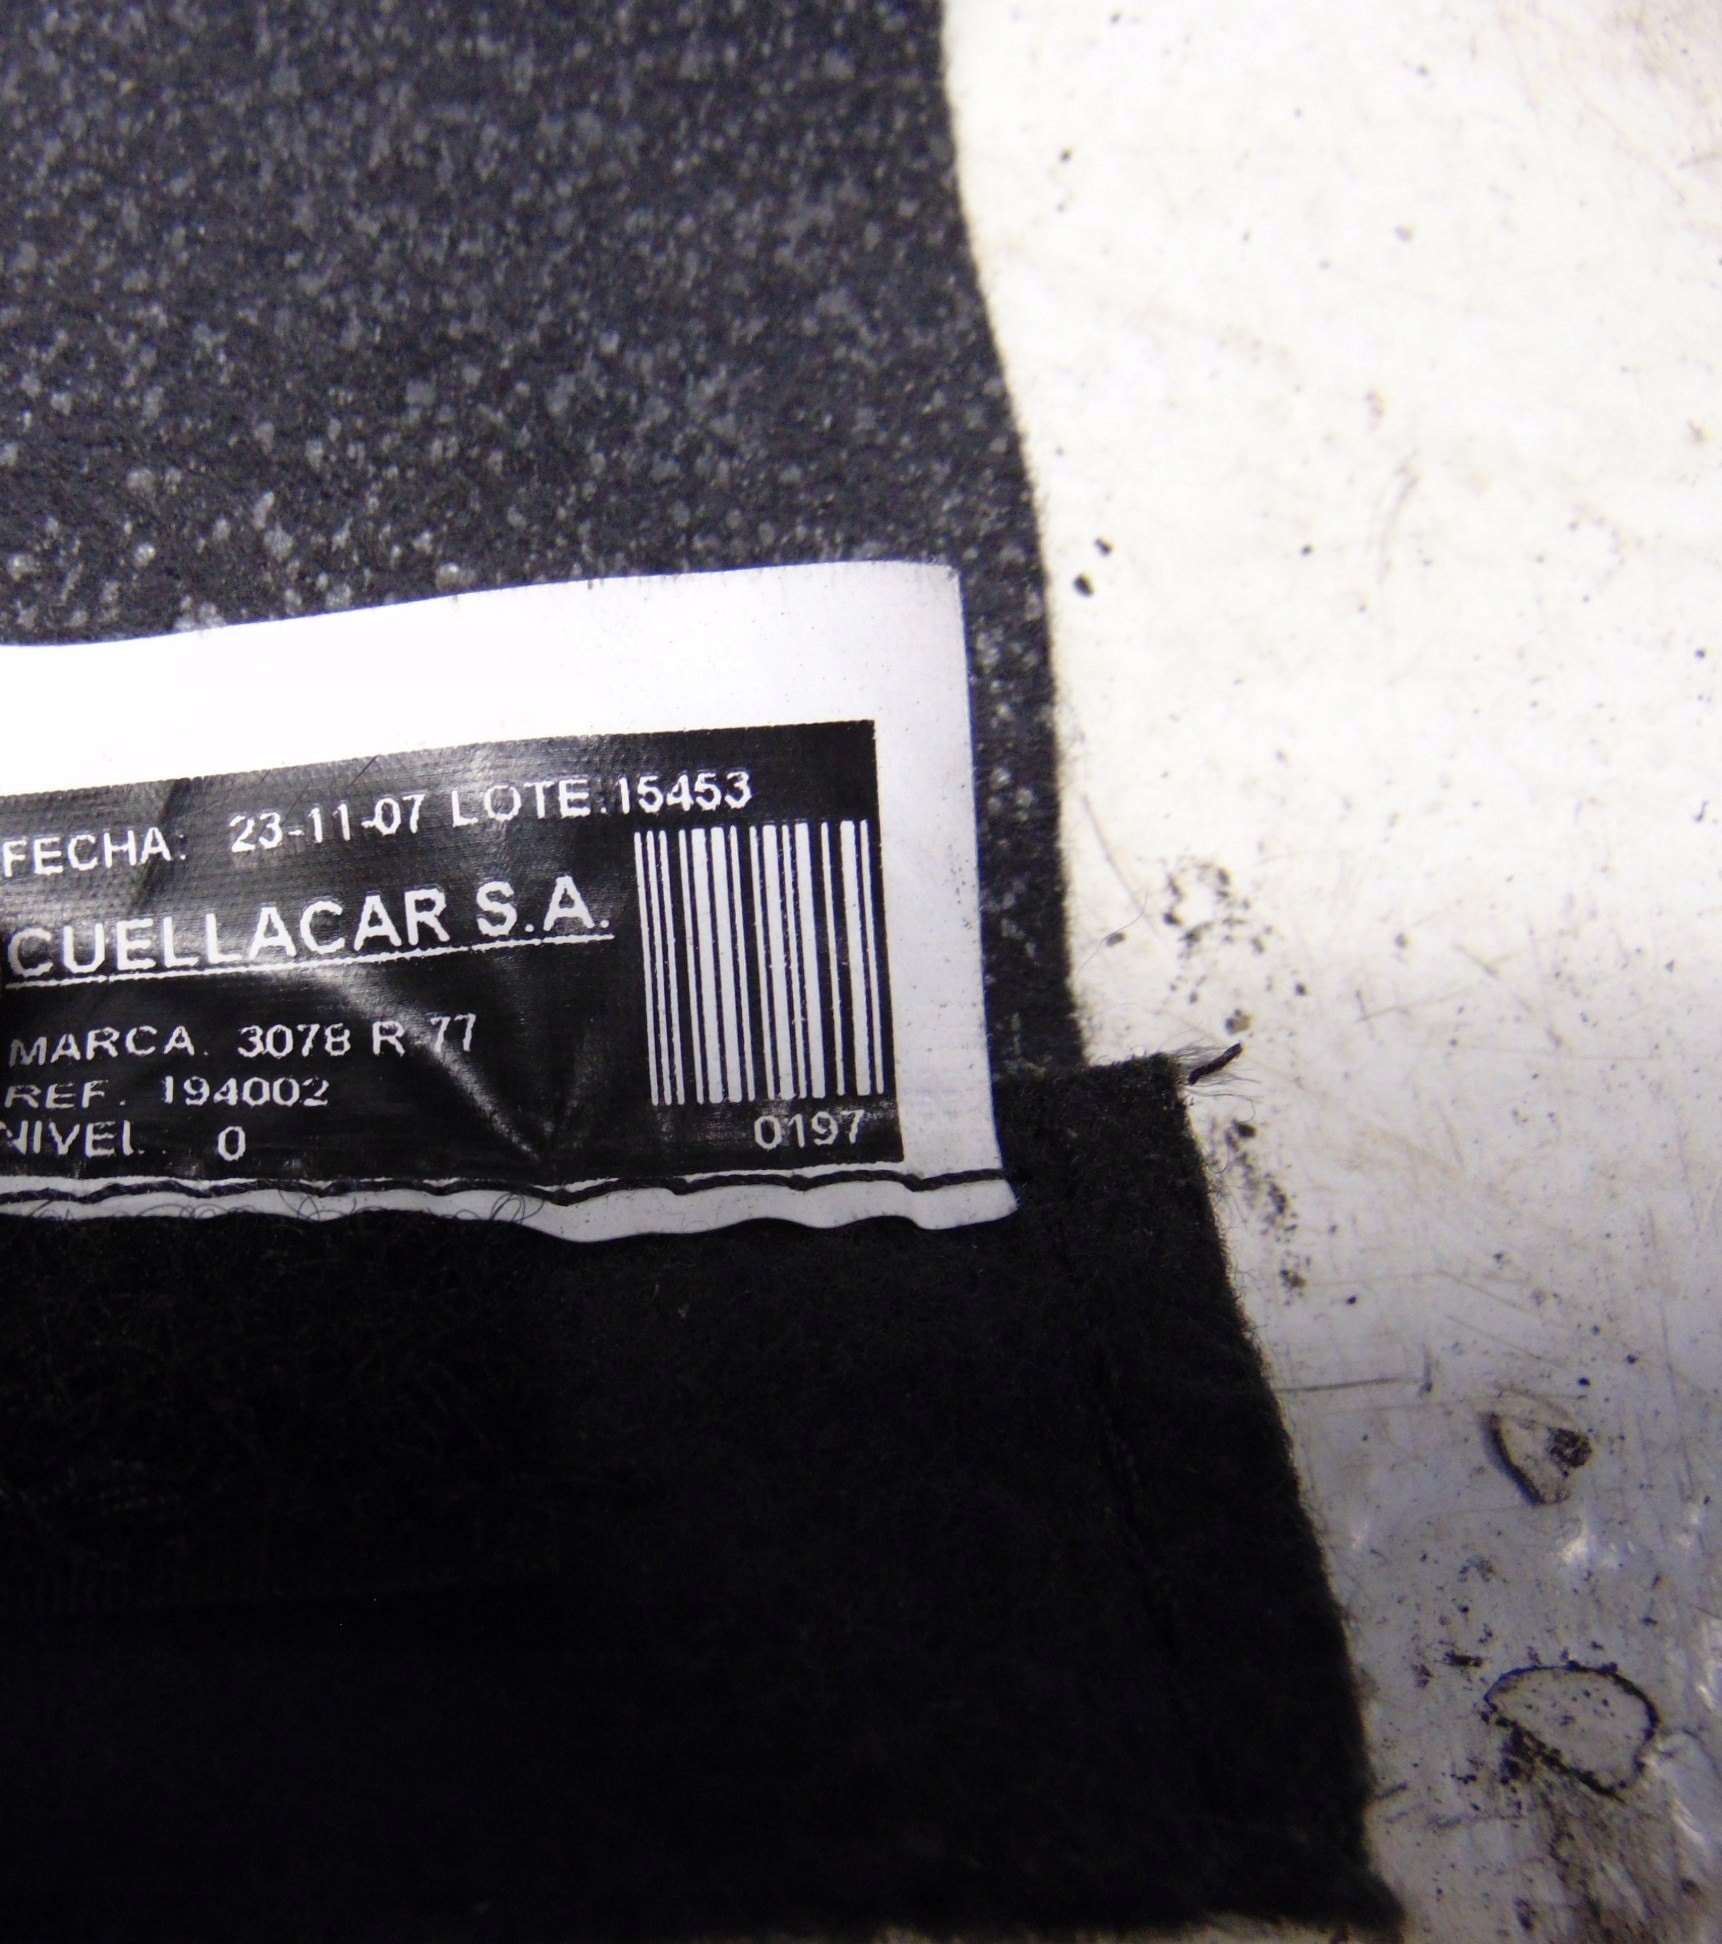 FECHA: 23-11-07 LOTE:15453
CUELLACAR S.A.
MARCA. 3078 R 77
REF. 194002
NIVEL. 0
0197